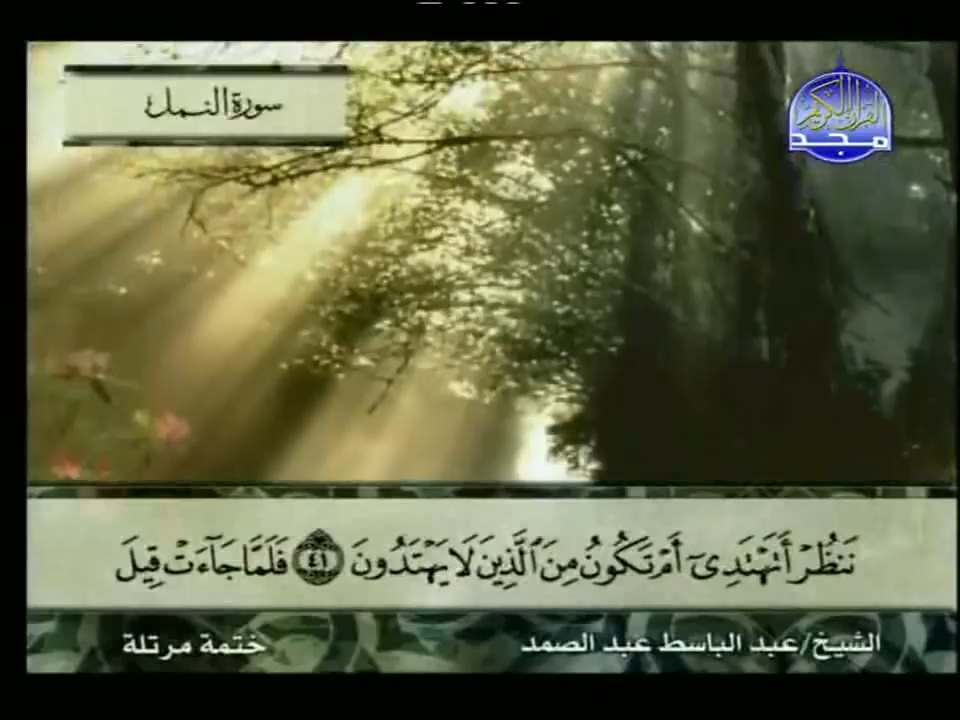 سورة النمل
القرآن الكريم
مجد
نَنظُرْ أَتَهْتَدِىٓ أَمْ تَكُونُ مِنَ ٱلَّذِينَ لَا يَهْتَدُونَ ٤١ فَلَمَّا جَآءَتْ قِيلَ
الشيخ/عبد الباسط عبد الصمد ختمة مرتلة